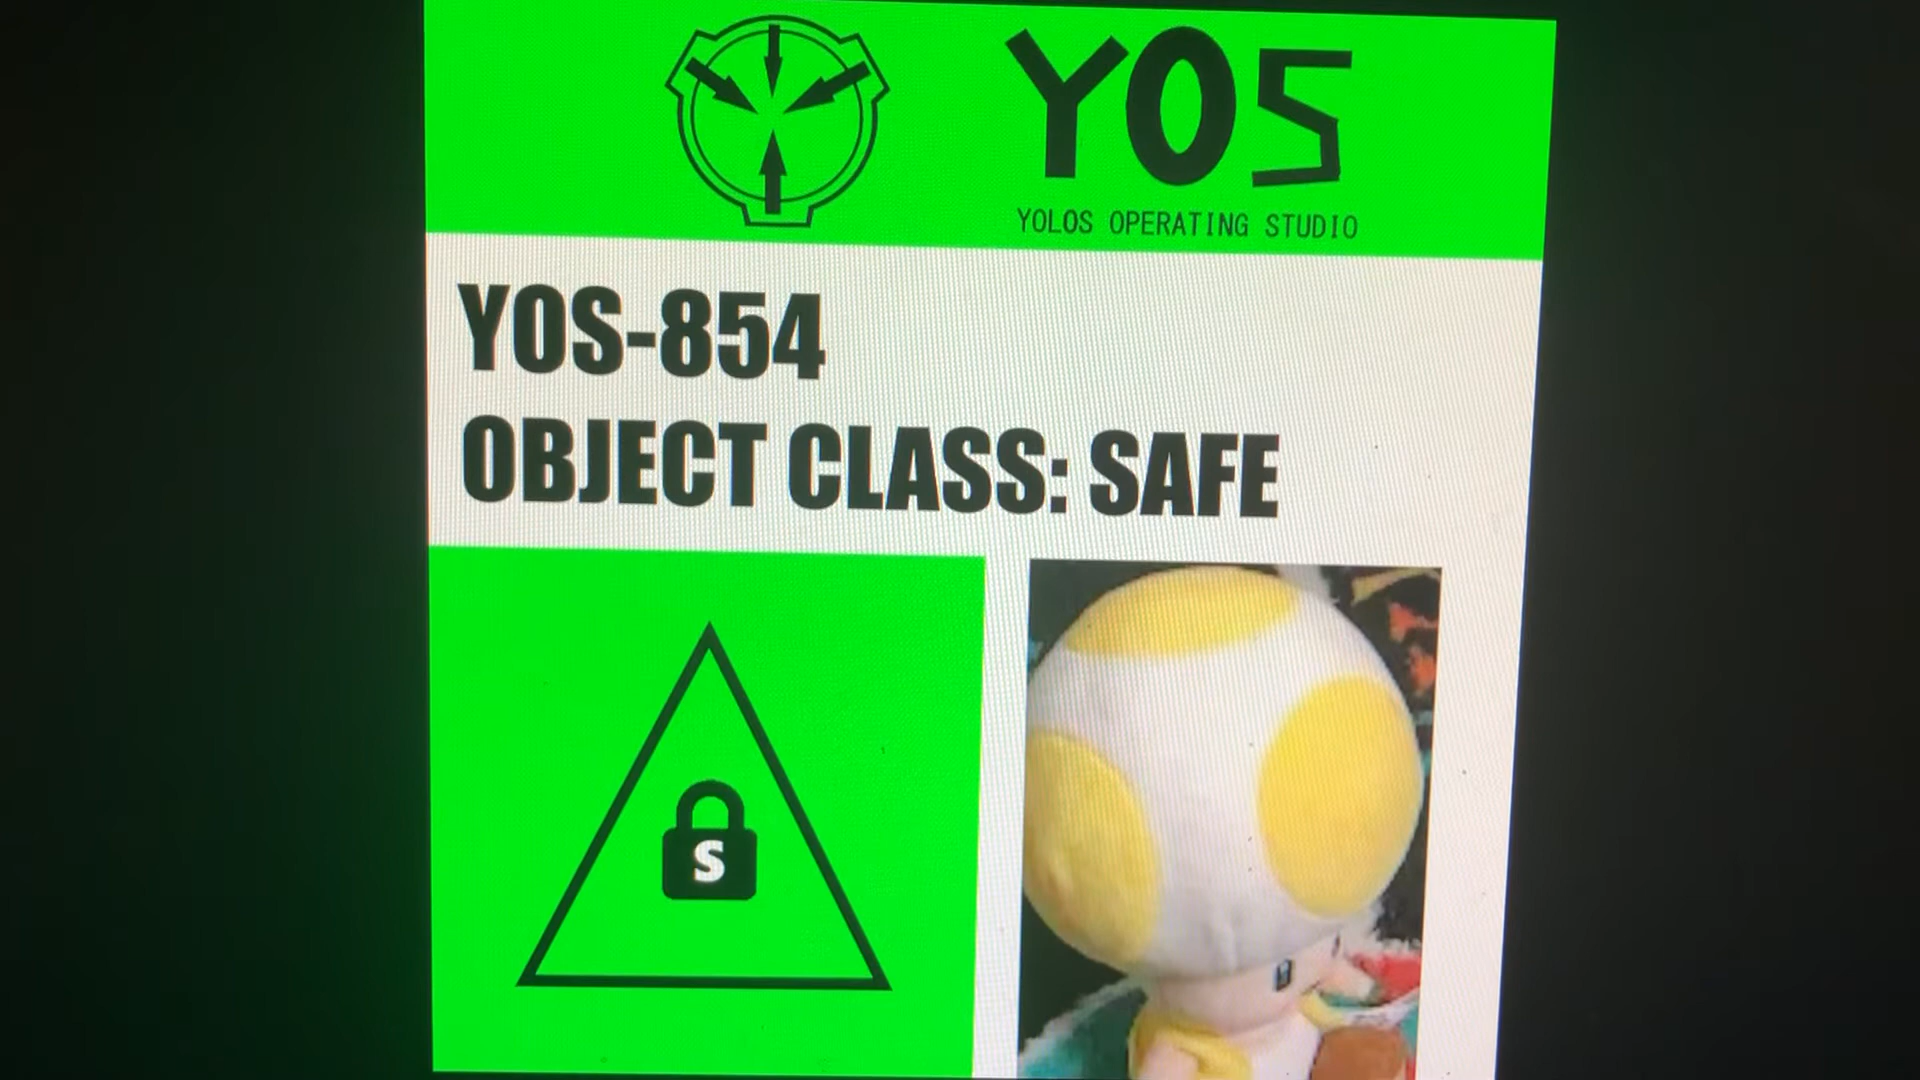 YOS
YOLOS OPERATING STUDIO
YOS-854
OBJECT CLASS: SAFE
S